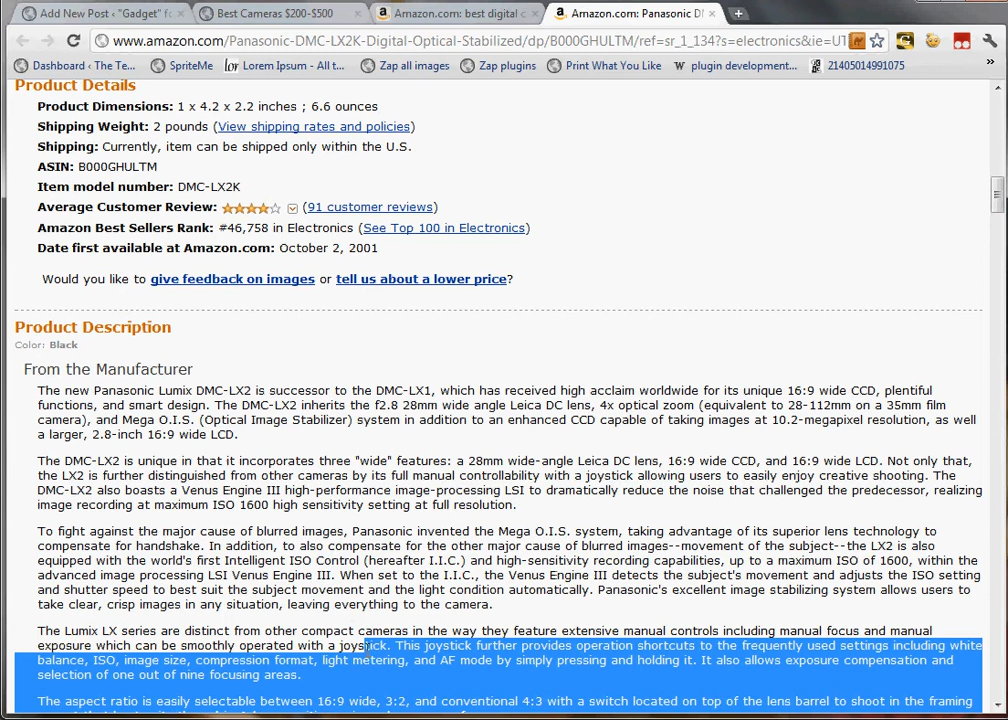 Add New Post ‹ "Gadget" f
Best Cameras $200-$500
Amazon.com: best digital c
Amazon.com: Panasonic D
www.amazon.com/Panasonic-DMC-LX2K-Digital-Optical-Stabilized/dp/B000GHULTM/ref=sr_1_134?s=electronics&ie=UT
Dashboard ‹ The Te...
SpriteMe
Lorem Ipsum - All t...
Zap all images
Zap plugins
Print What You Like
plugin development...
21405014991075
Product Details
Product Dimensions: 1 x 4.2 x 2.2 inches ; 6.6 ounces
Shipping Weight: 2 pounds (View shipping rates and policies)
Shipping: Currently, item can be shipped only within the U.S.
ASIN: B000GHULTM
Item model number: DMC-LX2K
Average Customer Review: (91 customer reviews)
Amazon Best Sellers Rank: #46,758 in Electronics (See Top 100 in Electronics)
Date first available at Amazon.com: October 2, 2001
Would you like to give feedback on images or tell us about a lower price?
Product Description
Color: Black
From the Manufacturer
The new Panasonic Lumix DMC-LX2 is successor to the DMC-LX1, which has received high acclaim worldwide for its unique 16:9 wide CCD, plentiful
functions, and smart design. The DMC-LX2 inherits the f2.8 28mm wide angle Leica DC lens, 4x optical zoom (equivalent to 28-112mm on a 35mm film
camera), and Mega O.I.S. (Optical Image Stabilizer) system in addition to an enhanced CCD capable of taking images at 10.2-megapixel resolution, as well
a larger, 2.8-inch 16:9 wide LCD.
The DMC-LX2 is unique in that it incorporates three "wide" features: a 28mm wide-angle Leica DC lens, 16:9 wide CCD, and 16:9 wide LCD. Not only that,
the LX2 is further distinguished from other cameras by its full manual controllability with a joystick allowing users to easily enjoy creative shooting. The
DMC-LX2 also boasts a Venus Engine III high-performance image-processing LSI to dramatically reduce the noise that challenged the predecessor, realizing
image recording at maximum ISO 1600 high sensitivity setting at full resolution.
To fight against the major cause of blurred images, Panasonic invented the Mega O.I.S. system, taking advantage of its superior lens technology to
compensate for handshake. In addition, to also compensate for the other major cause of blurred images--movement of the subject--the LX2 is also
equipped with the world's first Intelligent ISO Control (hereafter I.I.C.) and high-sensitivity recording capabilities, up to a maximum ISO of 1600, within the
advanced image processing LSI Venus Engine III. When set to the I.I.C., the Venus Engine III detects the subject's movement and adjusts the ISO setting
and shutter speed to best suit the subject movement and the light condition automatically. Panasonic's excellent image stabilizing system allows users to
take clear, crisp images in any situation, leaving everything to the camera.
The Lumix LX series are distinct from other compact cameras in the way they feature extensive manual controls including manual focus and manual
exposure which can be smoothly operated with a joystick. This joystick further provides operation shortcuts to the frequently used settings including white
balance, ISO, image size, compression format, light metering, and AF mode by simply pressing and holding it. It also allows exposure compensation and
selection of one out of nine focusing areas.
The aspect ratio is easily selectable between 16:9 wide, 3:2, and conventional 4:3 with a switch located on top of the lens barrel to shoot in the framing